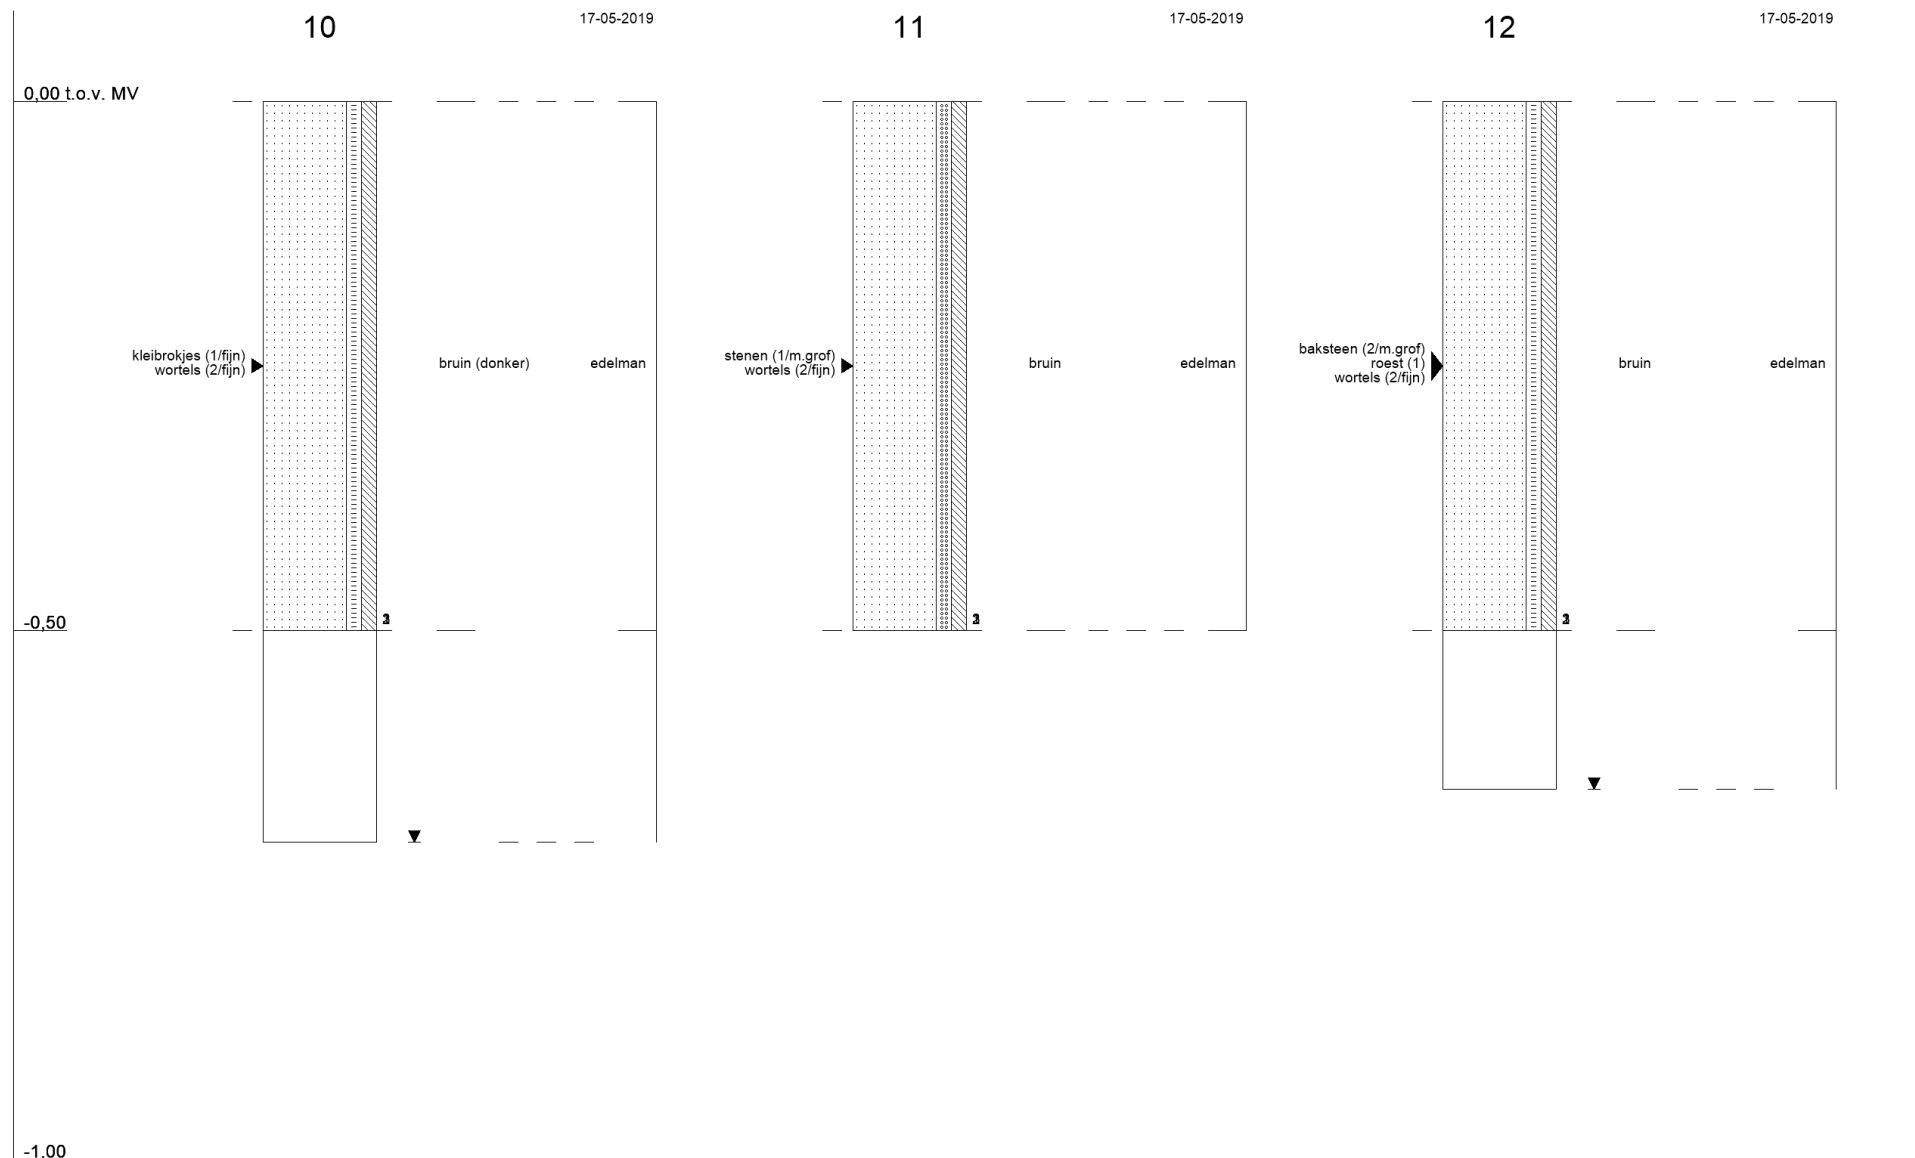 10
17-05-2019
11
17-05-2019
12
17-05-2019
0,00 t.o.v. MV
kleibrokjes (1/fijn)
wortels (2/fijn)
bruin (donker)
edelman
stenen (1/m.grof)
wortels (2/fijn)
bruin
edelman
baksteen (2/m.grof)
roest (1)
wortels (2/fijn)
bruin
edelman
-0,50
-1,00